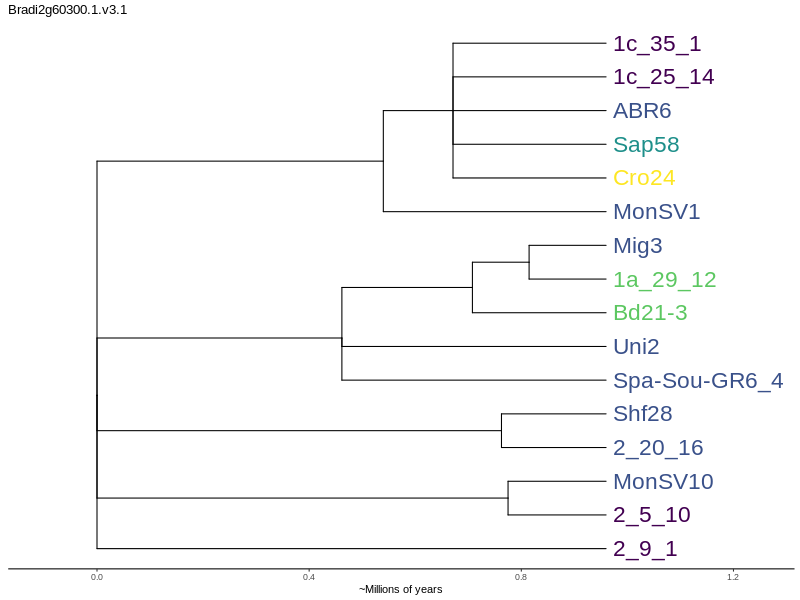 Bradi2g60300.1.v3.1
1c_35_1
1c_25_14
ABR6
Sap58
Cro24
MonSV1
Mig3
1a_29_12
Bd21-3
Uni2
Spa-Sou-GR6_4
Shf28
2_20_16
MonSV10
2_5_10
2_9_1
0.0 0.4 0.8 1.2
~Millions of years